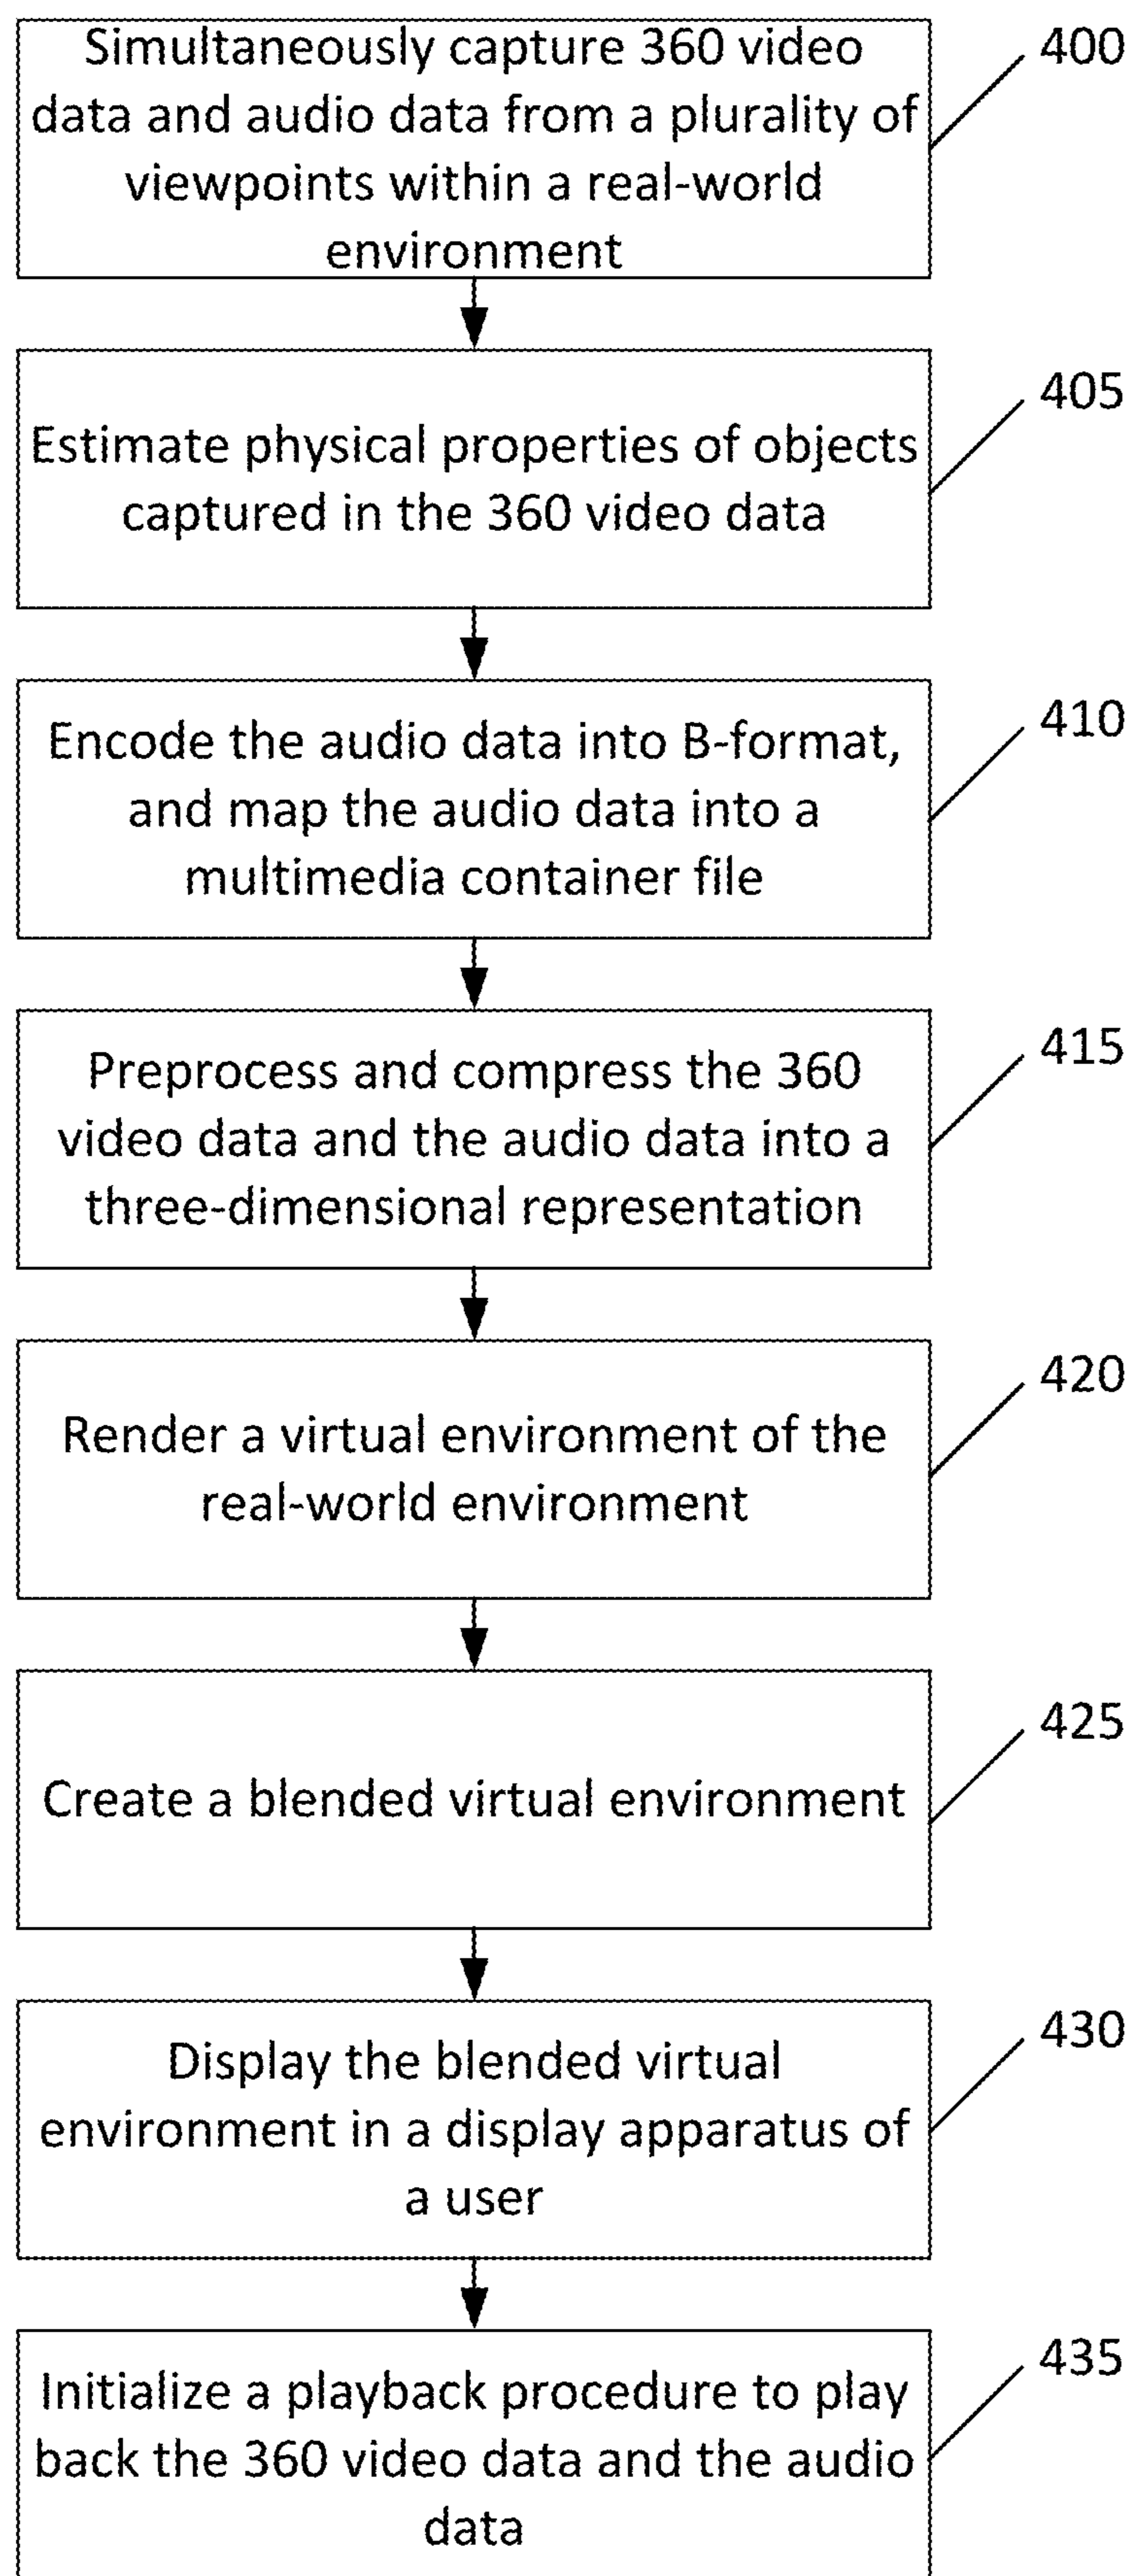 Simultaneously capture 360 video
data and audio data from a plurality of
viewpoints within a real-world
environment
400
Estimate physical properties of objects
captured in the 360 video data
405
Encode the audio data into B-format,
and map the audio data into a
multimedia container file
410
Preprocess and compress the 360
video data and the audio data into a
three-dimensional representation
415
Render a virtual environment of the
real-world environment
420
Create a blended virtual environment
425
Display the blended virtual
environment in a display apparatus of
a user
430
Initialize a playback procedure to play
back the 360 video data and the audio
data
435